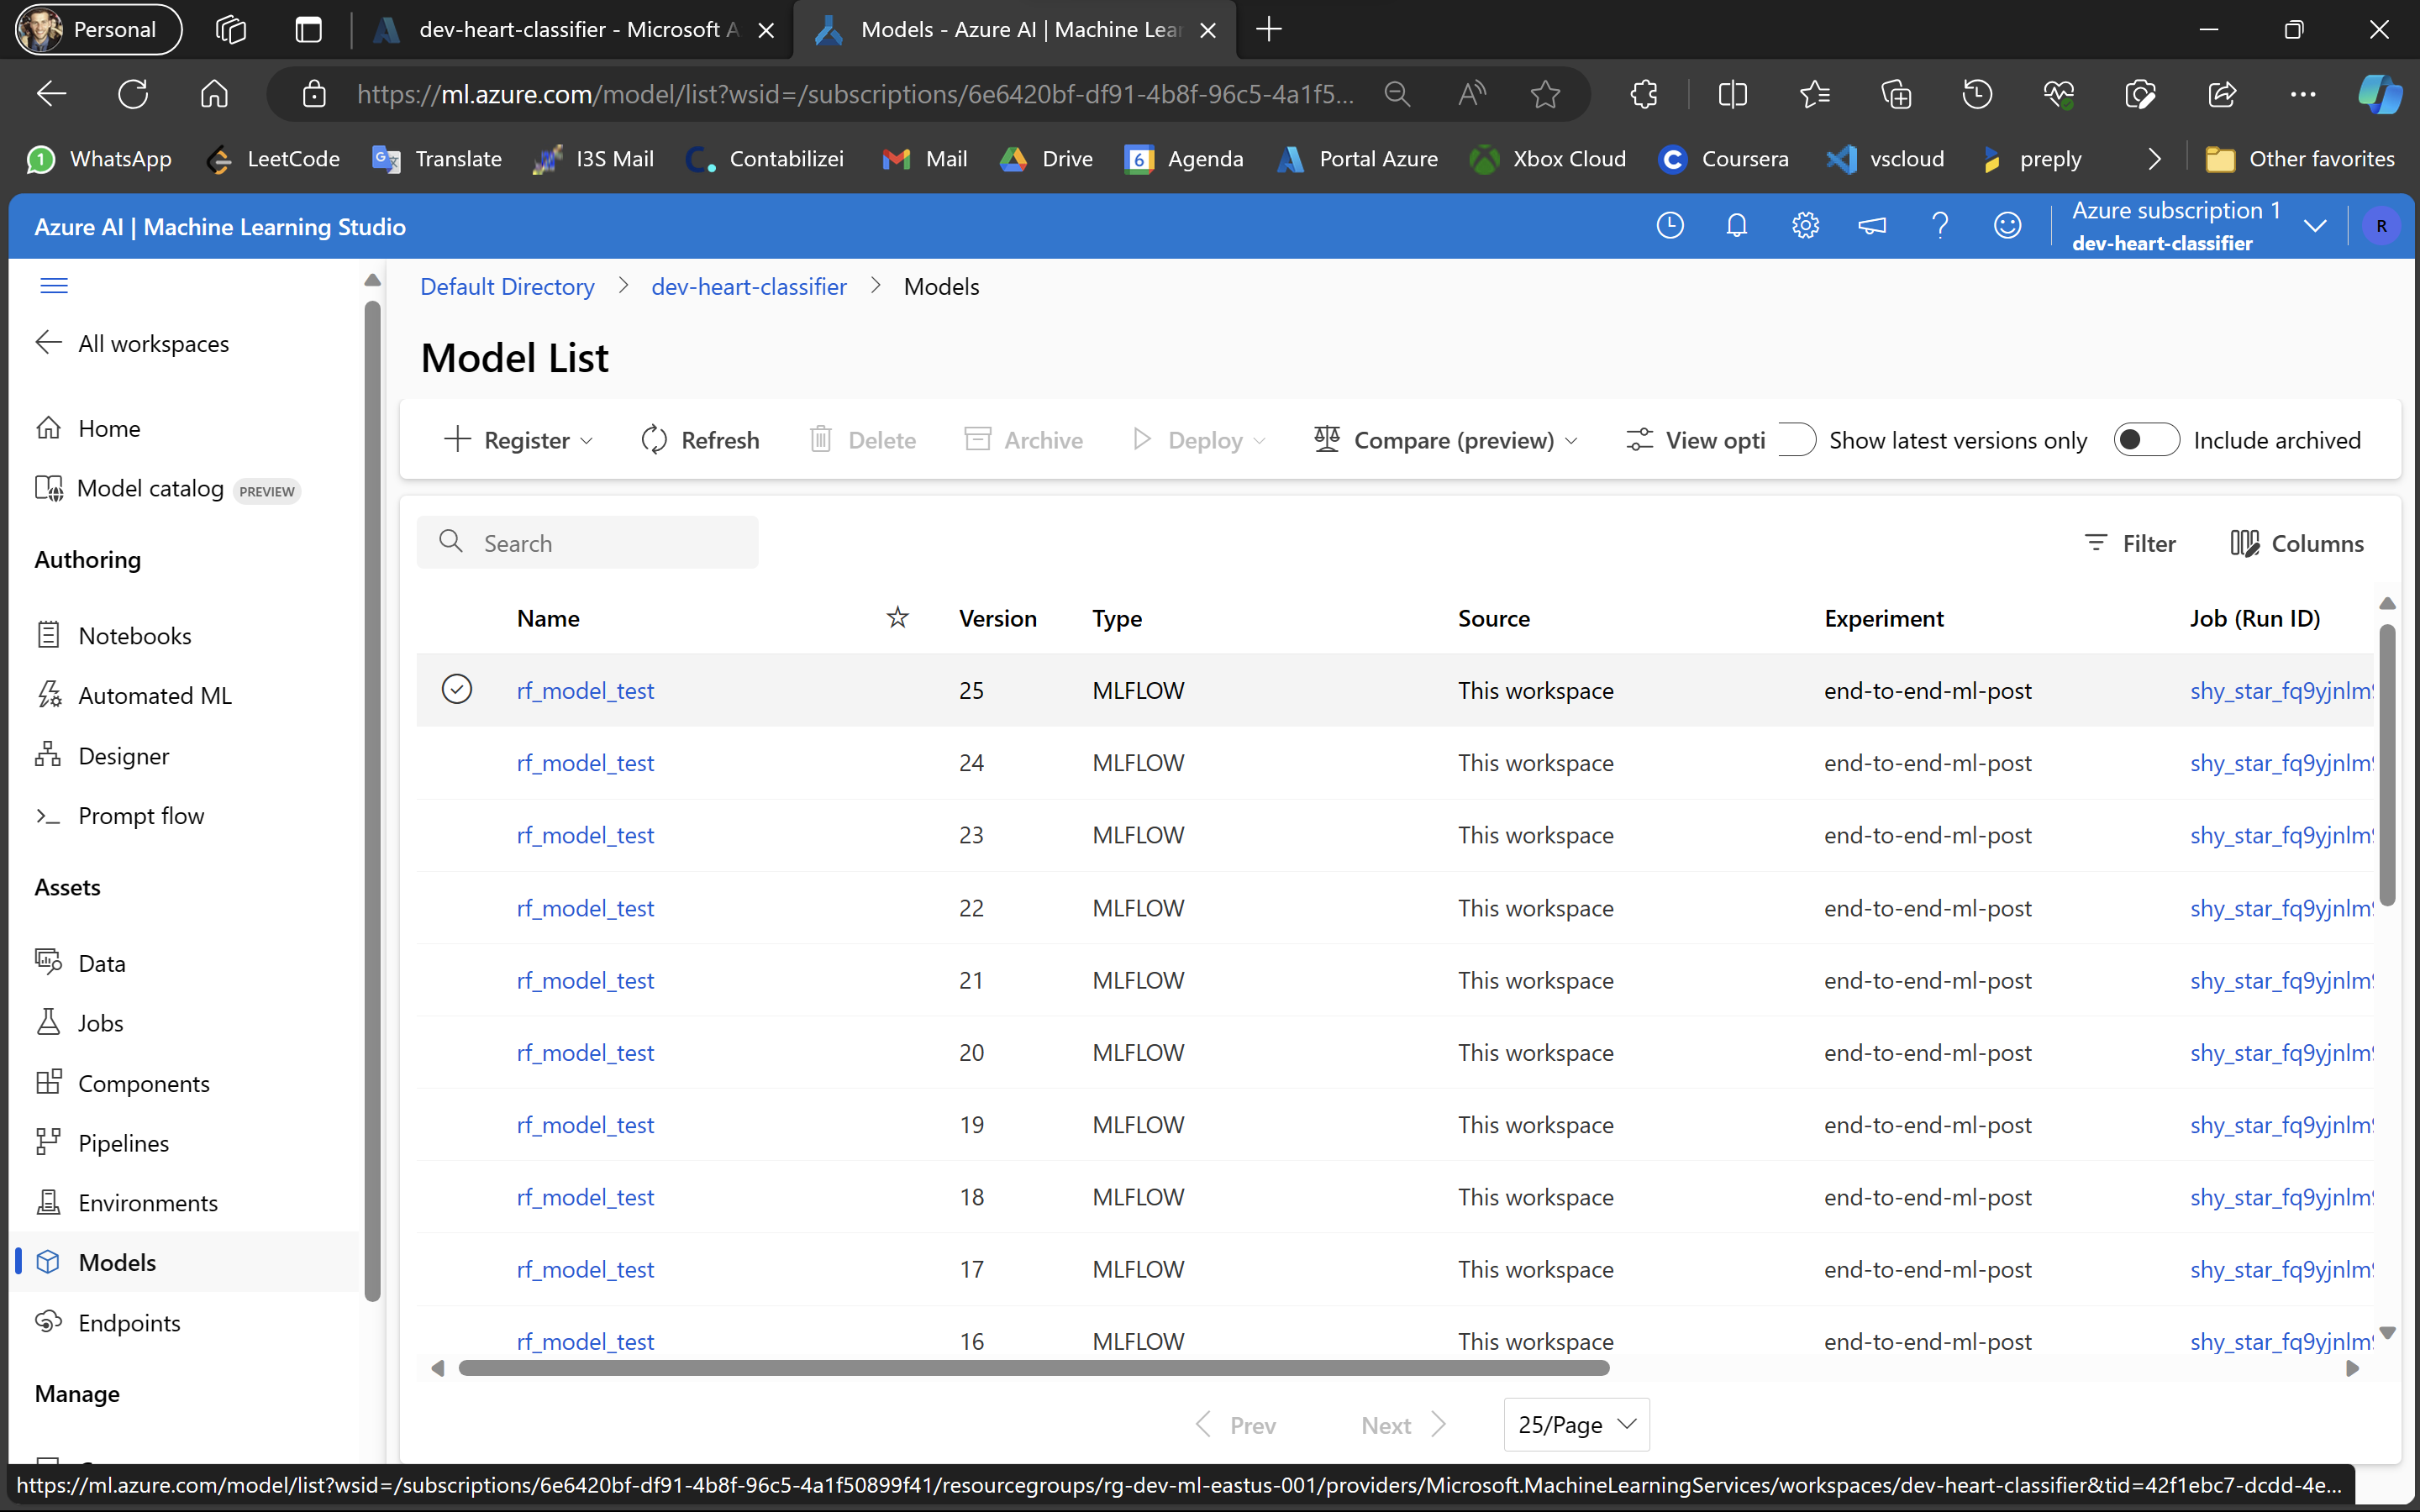 Personal
dev-heart-classifier - Microsoft A
Models - Azure AI | Machine Lear
https://ml.azure.com/model/list?wsid=/subscriptions/6e6420bf-df91-4b8f-96c5-4a1f5...
1 WhatsApp LeetCode Translate I3S Mail Contabilizei Mail Drive 6 Agenda Portal Azure Xbox Cloud Coursera vscloud preply Other favorites
Azure AI | Machine Learning Studio
Azure subscription 1
dev-heart-classifier
R
All workspaces
Home
Model catalog PREVIEW
Authoring
Notebooks
Automated ML
Designer
Prompt flow
Assets
Data
Jobs
Components
Pipelines
Environments
Models
Endpoints
Manage
Default Directory > dev-heart-classifier > Models
Model List
Register Refresh Delete Archive Deploy Compare (preview) View opti Show latest versions only Include archived
Search Filter Columns
Name Version Type Source Experiment Job (Run ID)
rf_model_test 25 MLFLOW This workspace end-to-end-ml-post shy_star_fq9yjnlm9
rf_model_test 24 MLFLOW This workspace end-to-end-ml-post shy_star_fq9yjnlm9
rf_model_test 23 MLFLOW This workspace end-to-end-ml-post shy_star_fq9yjnlm9
rf_model_test 22 MLFLOW This workspace end-to-end-ml-post shy_star_fq9yjnlm9
rf_model_test 21 MLFLOW This workspace end-to-end-ml-post shy_star_fq9yjnlm9
rf_model_test 20 MLFLOW This workspace end-to-end-ml-post shy_star_fq9yjnlm9
rf_model_test 19 MLFLOW This workspace end-to-end-ml-post shy_star_fq9yjnlm9
rf_model_test 18 MLFLOW This workspace end-to-end-ml-post shy_star_fq9yjnlm9
rf_model_test 17 MLFLOW This workspace end-to-end-ml-post shy_star_fq9yjnlm9
rf_model_test 16 MLFLOW This workspace end-to-end-ml-post shy_star_fq9yjnlm9
Prev Next 25/Page
https://ml.azure.com/model/list?wsid=/subscriptions/6e6420bf-df91-4b8f-96c5-4a1f50899f41/resourcegroups/rg-dev-ml-eastus-001/providers/Microsoft.MachineLearningServices/workspaces/dev-heart-classifier&tid=42f1ebc7-dcdd-4e...